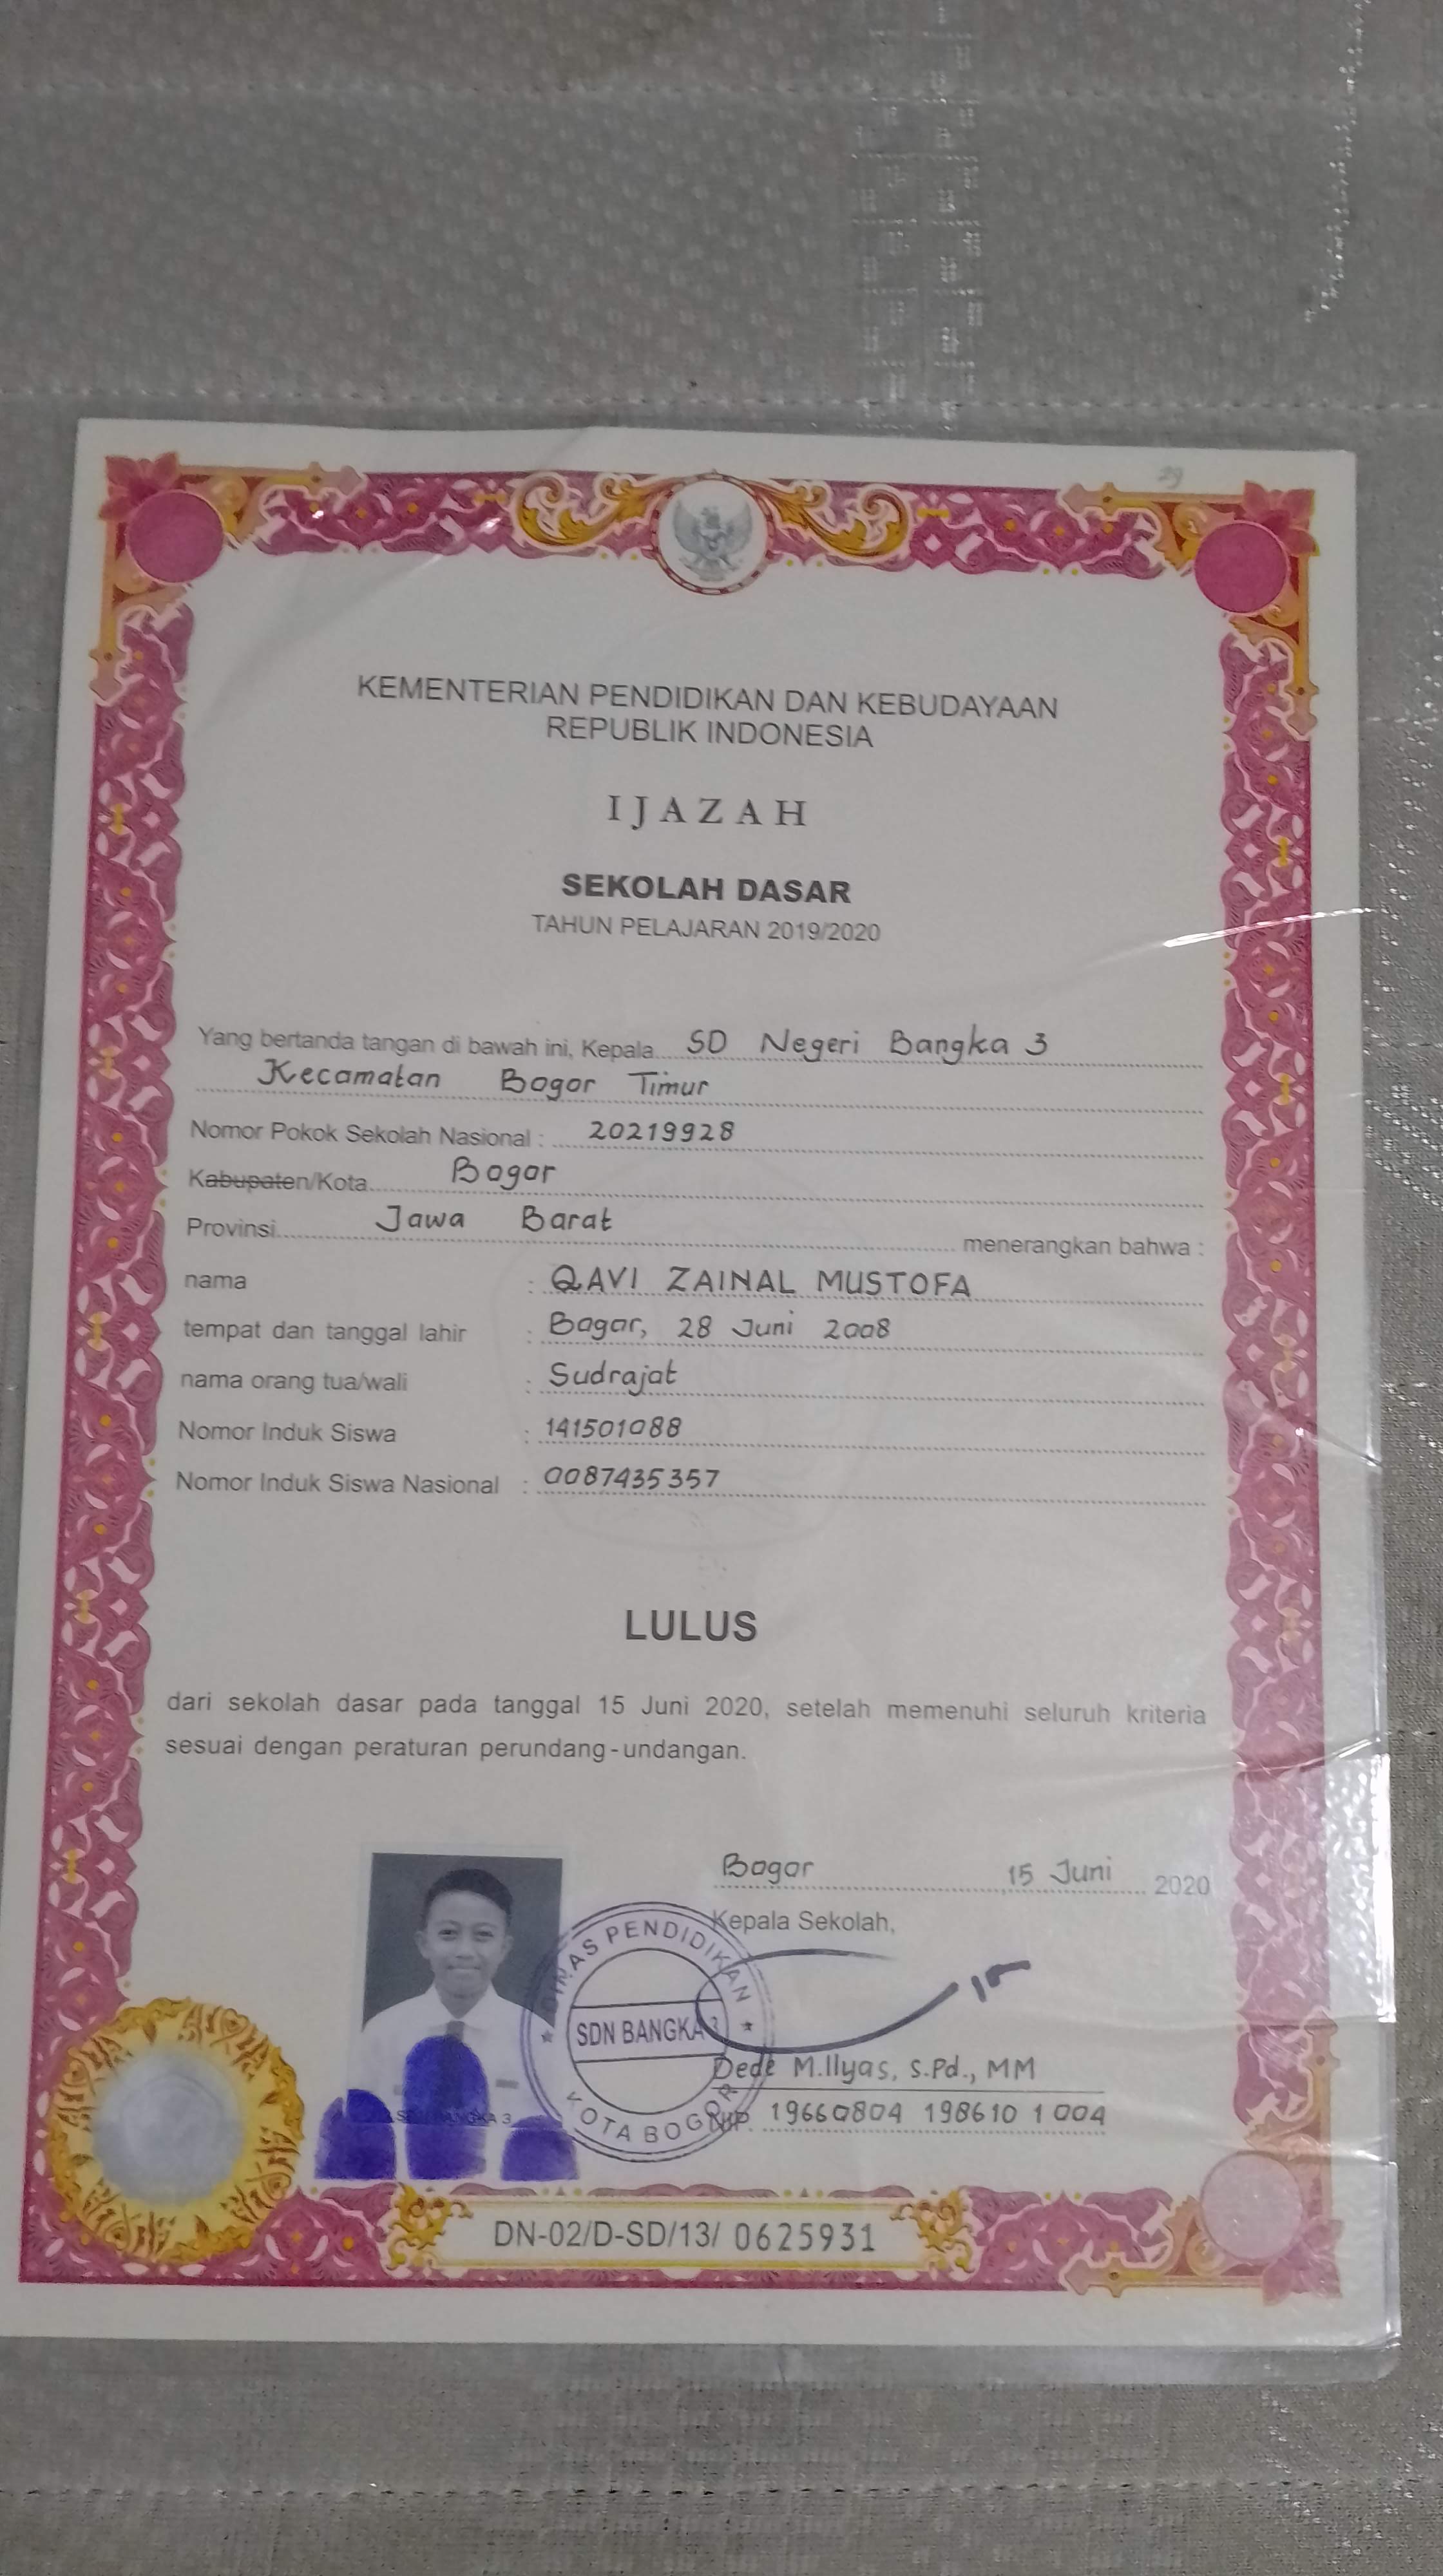 29
KEMENTERIAN PENDIDIKAN DAN KEBUDAYAAN
REPUBLIK INDONESIA
IJAZAH
SEKOLAH DASAR
TAHUN PELAJARAN 2019/2020
Yang bertanda tangan di bawah ini, Kepala SD Negeri Bangka 3
Kecamatan Bogor Timur
Nomor Pokok Sekolah Nasional : 20219928
Kabupaten/Kota Bogor
Provinsi Jawa Barat menerangkan bahwa :
nama : QAVI ZAINAL MUSTOFA
tempat dan tanggal lahir : Bogor, 28 Juni 2008
nama orang tua/wali : Sudrajat
Nomor Induk Siswa : 141501088
Nomor Induk Siswa Nasional : 0087435357
LULUS
dari sekolah dasar pada tanggal 15 Juni 2020, setelah memenuhi seluruh kriteria
sesuai dengan peraturan perundang-undangan.
Bogor 15 Juni 2020
Kepala Sekolah,
DINAS PENDIDIKAN
SDN BANGKA 3
KOTA BOGOR
Dede M.Ilyas, S.Pd., MM
NIP. 19660804 198610 1 004
DN-02/D-SD/13/ 0625931